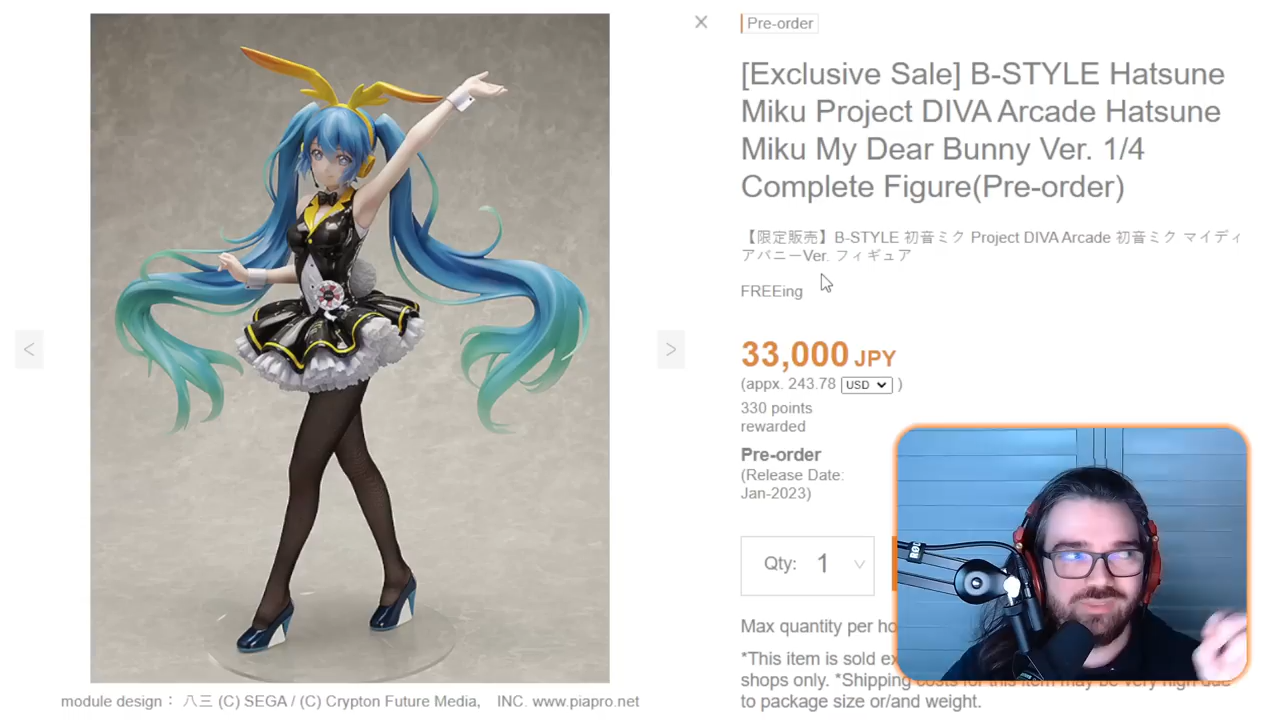 Pre-order
[Exclusive Sale] B-STYLE Hatsune
Miku Project DIVA Arcade Hatsune
Miku My Dear Bunny Ver. 1/4
Complete Figure(Pre-order)
【限定販売】B-STYLE 初音ミク Project DIVA Arcade 初音ミク マイディ
アバニーVer. フィギュア
FREEing
33,000 JPY
(appx. 243.78 USD )
330 points
rewarded
Pre-order
(Release Date:
Jan-2023)
Qty: 1
Max quantity per ho
*This item is sold ex
shops only. *Shipping costs for this item may be very high due
to package size or/and weight.
RØDE
module design： 八三 (C) SEGA / (C) Crypton Future Media, INC. www.piapro.net